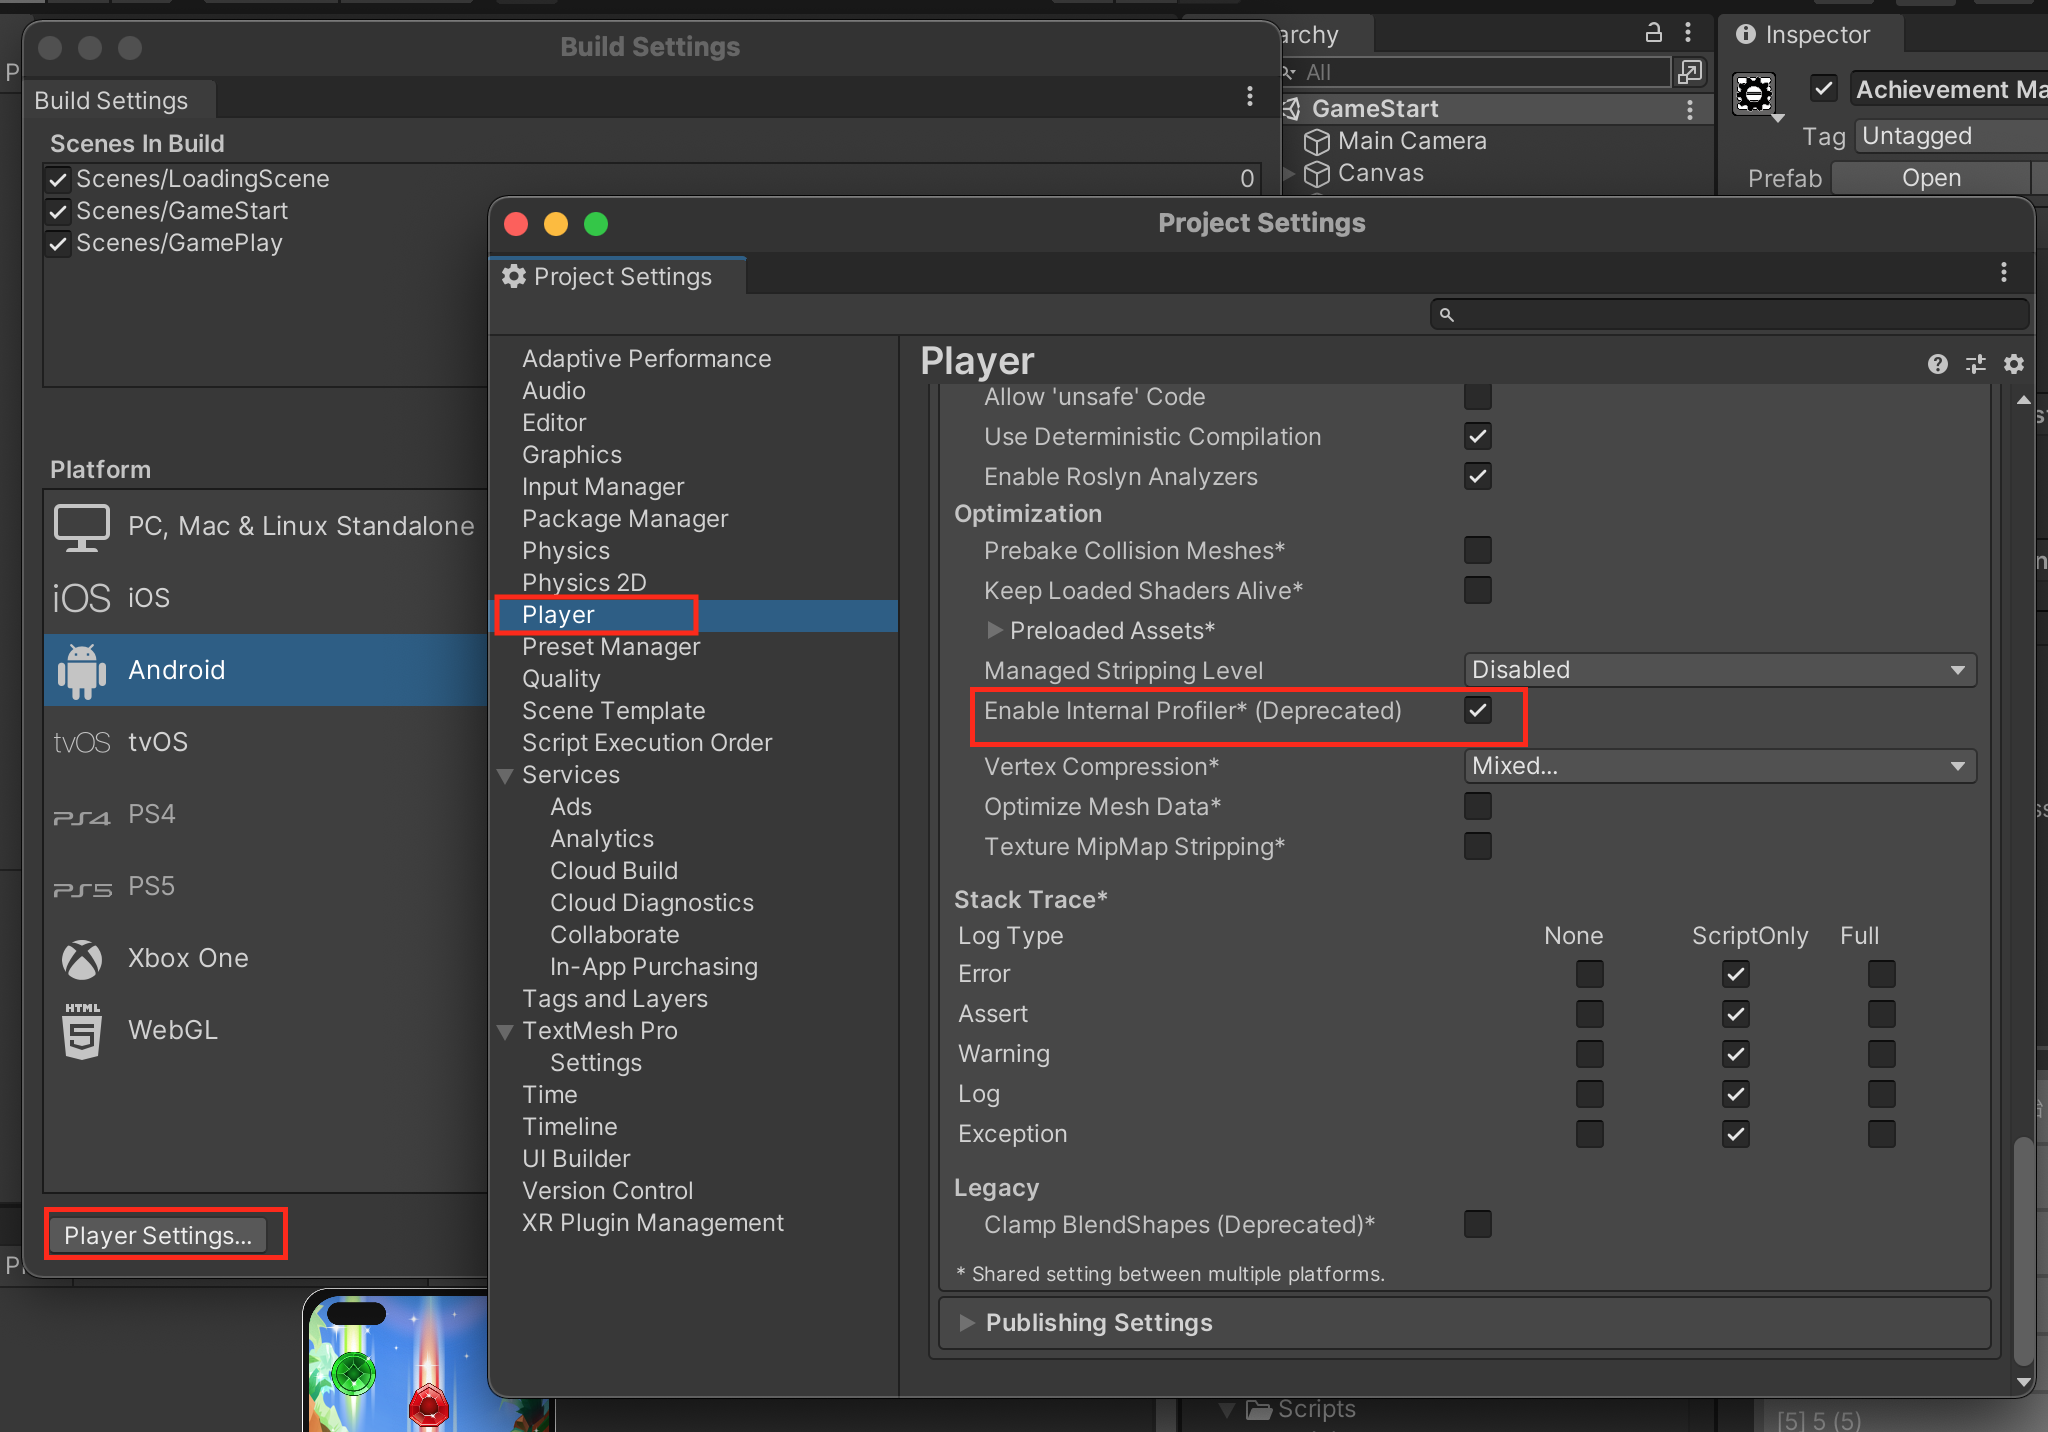 Build Settings
Build Settings
Scenes In Build
Scenes/LoadingScene 0
Scenes/GameStart
Scenes/GamePlay
Platform
PC, Mac & Linux Standalone
iOS iOS
Android
tvOS tvOS
PS4 PS4
PS5 PS5
Xbox One
HTML
5 WebGL
Player Settings...
All
GameStart
Main Camera
Canvas
Inspector
Achievement Ma
Tag Untagged
Prefab Open
Project Settings
Project Settings
Adaptive Performance
Audio
Editor
Graphics
Input Manager
Package Manager
Physics
Physics 2D
Player
Preset Manager
Quality
Scene Template
Script Execution Order
Services
Ads
Analytics
Cloud Build
Cloud Diagnostics
Collaborate
In-App Purchasing
Tags and Layers
TextMesh Pro
Settings
Time
Timeline
UI Builder
Version Control
XR Plugin Management
Player
Allow 'unsafe' Code
Use Deterministic Compilation
Enable Roslyn Analyzers
Optimization
Prebake Collision Meshes*
Keep Loaded Shaders Alive*
Preloaded Assets*
Managed Stripping Level Disabled
Enable Internal Profiler* (Deprecated)
Vertex Compression* Mixed...
Optimize Mesh Data*
Texture MipMap Stripping*
Stack Trace*
Log Type None ScriptOnly Full
Error
Assert
Warning
Log
Exception
Legacy
Clamp BlendShapes (Deprecated)*
* Shared setting between multiple platforms.
Publishing Settings
Scripts
[5] 5 (5)